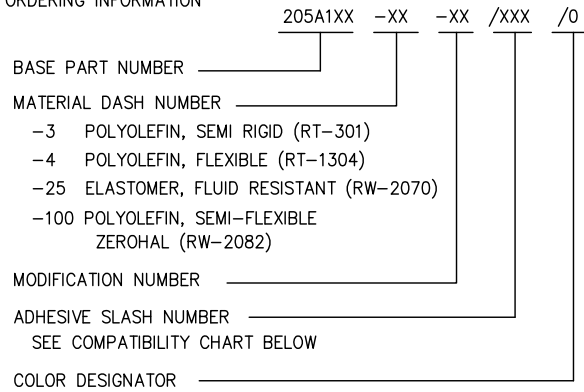 ORDERING INFORMATION
205A1XX -XX -XX /XXX /0
BASE PART NUMBER
MATERIAL DASH NUMBER
-3 POLYOLEFIN, SEMI RIGID (RT-301)
-4 POLYOLEFIN, FLEXIBLE (RT-1304)
-25 ELASTOMER, FLUID RESISTANT (RW-2070)
-100 POLYOLEFIN, SEMI-FLEXIBLE
ZEROHAL (RW-2082)
MODIFICATION NUMBER
ADHESIVE SLASH NUMBER
SEE COMPATIBILITY CHART BELOW
COLOR DESIGNATOR